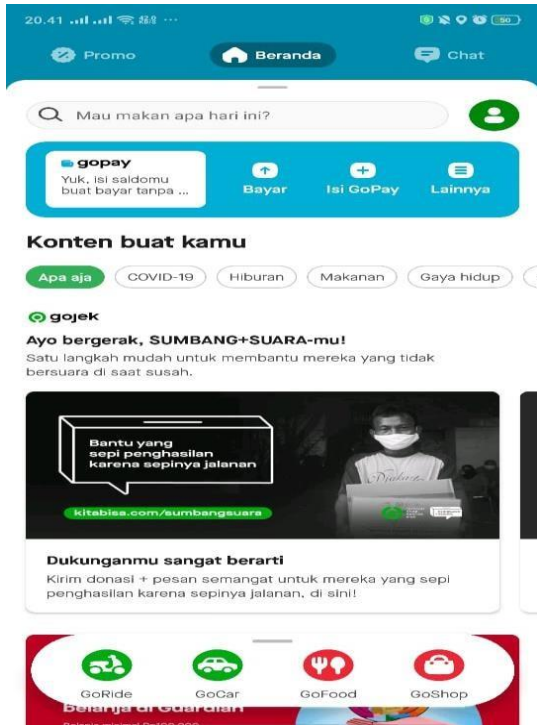 20.41
50
Promo
Beranda
Chat
Mau makan apa hari ini?
gopay
Yuk, isi saldomu
buat bayar tanpa ...
Bayar
Isi GoPay
Lainnya
Konten buat kamu
Apa aja
COVID-19
Hiburan
Makanan
Gaya hidup
gojek
Ayo bergerak, SUMBANG+SUARA-mu!
Satu langkah mudah untuk membantu mereka yang tidak
bersuara di saat susah.
Bantu yang
sepi penghasilan
karena sepinya jalanan
kitabisa.com/sumbangsuara
Dukunganmu sangat berarti
Kirim donasi + pesan semangat untuk mereka yang sepi
penghasilan karena sepinya jalanan, di sini!
GoRide
GoCar
GoFood
GoShop
Belanja di Guardian